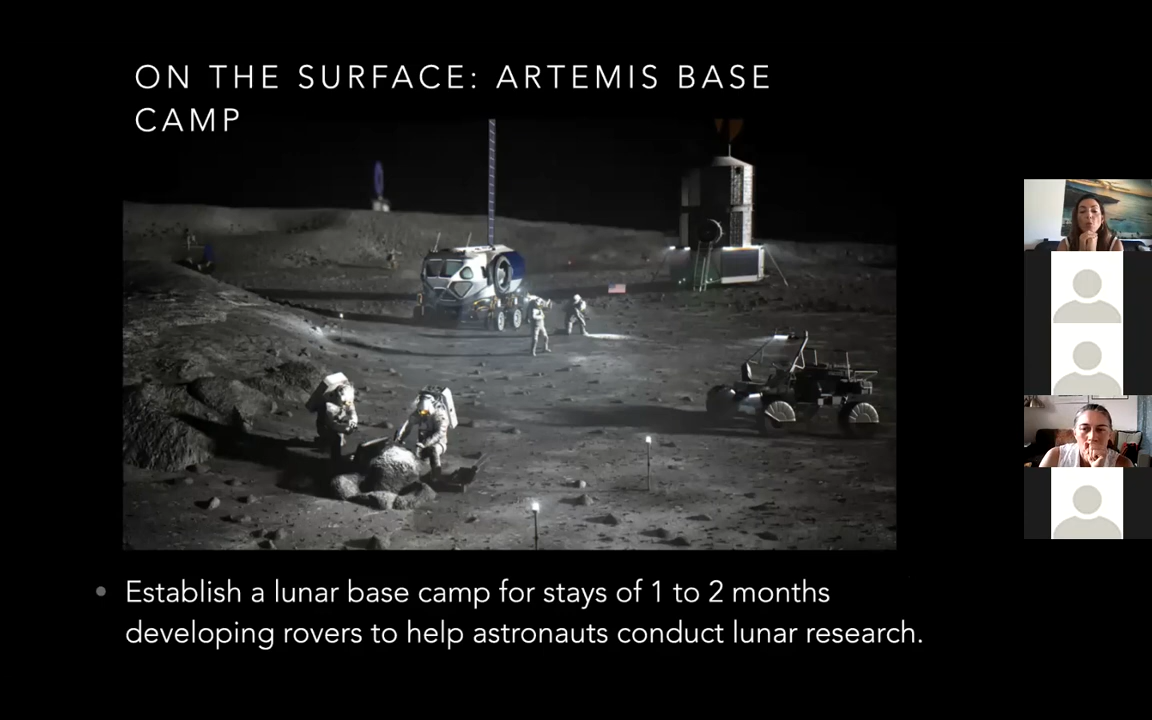 ON THE SURFACE: ARTEMIS BASE
CAMP
Establish a lunar base camp for stays of 1 to 2 months
developing rovers to help astronauts conduct lunar research.